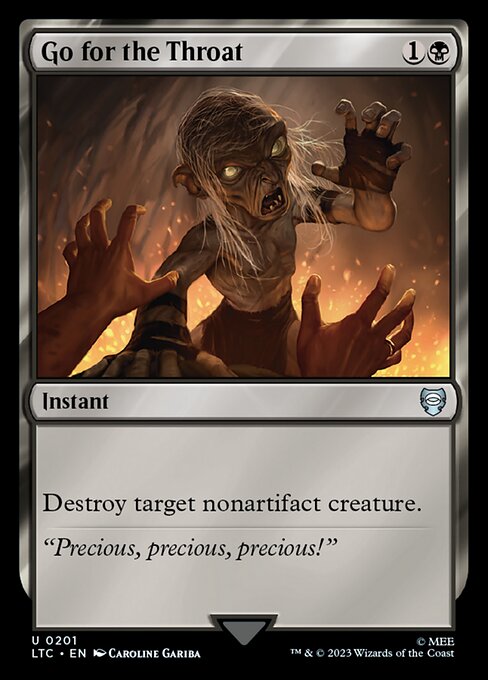 Go for the Throat 1
Instant
Destroy target nonartifact creature.
“Precious, precious, precious!”
U 0201
LTC • EN Caroline Gariba
© MEE
™ & © 2023 Wizards of the Coast